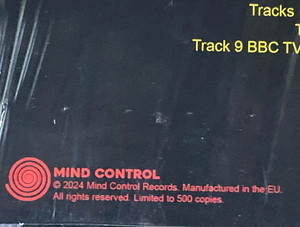 Tracks
T
Track 9 BBC TV
MIND CONTROL
© 2024 Mind Control Records. Manufactured in the EU.
All rights reserved. Limited to 500 copies.